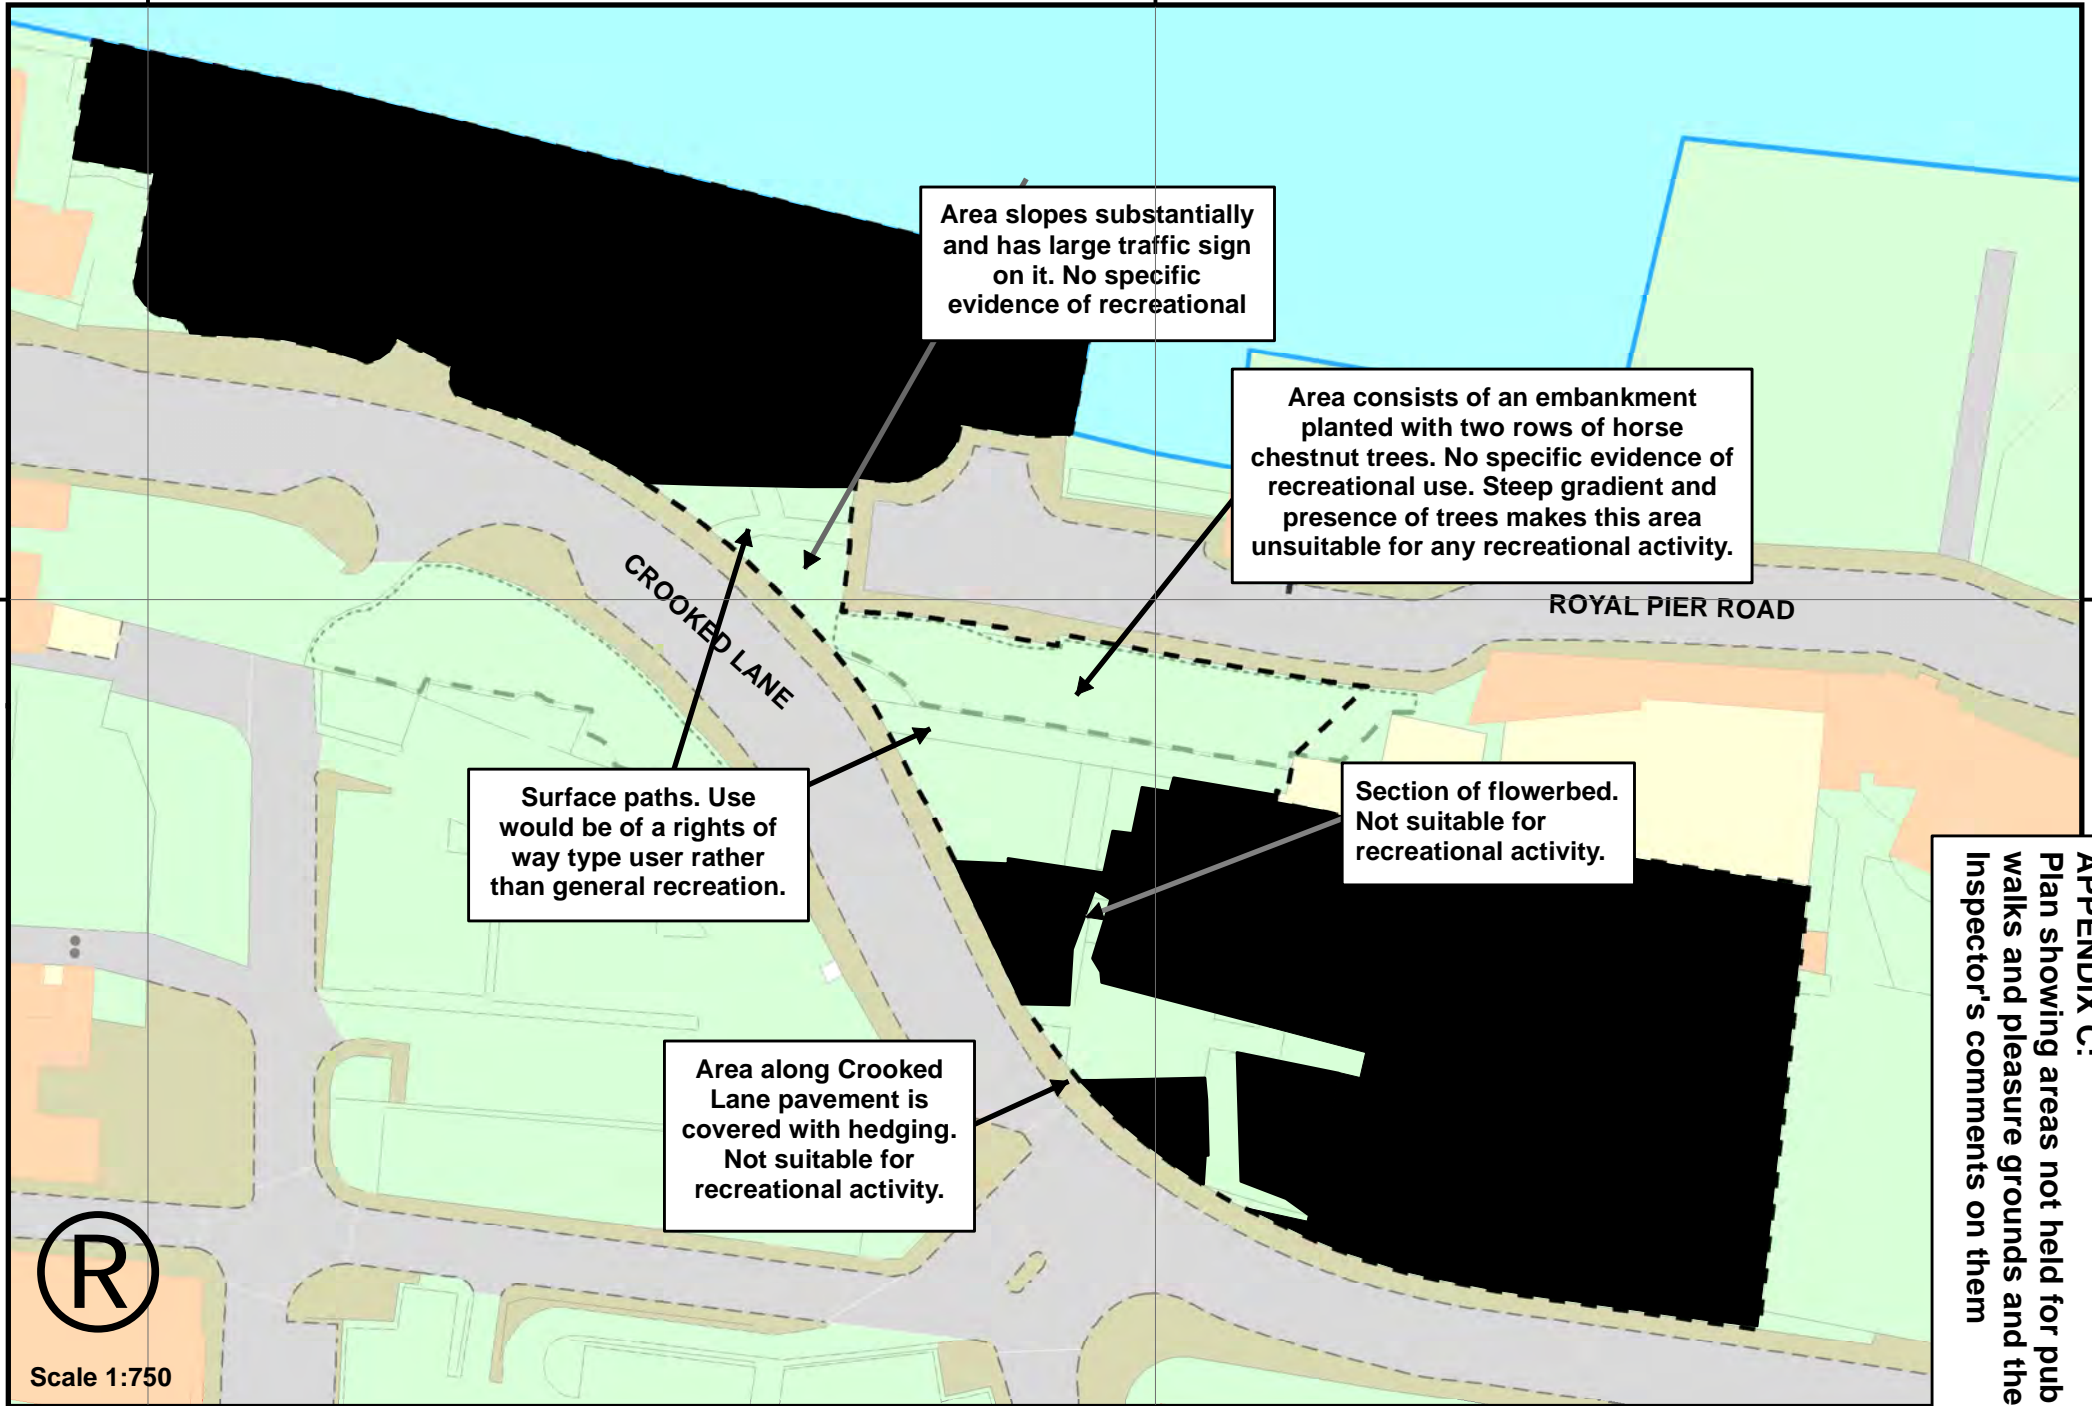 Area slopes substantially
and has large traffic sign
on it. No specific
evidence of recreational
Area consists of an embankment
planted with two rows of horse
chestnut trees. No specific evidence of
recreational use. Steep gradient and
presence of trees makes this area
unsuitable for any recreational activity.
CROOKED LANE
ROYAL PIER ROAD
Surface paths. Use
would be of a rights of
way type user rather
than general recreation.
Section of flowerbed.
Not suitable for
recreational activity.
Area along Crooked
Lane pavement is
covered with hedging.
Not suitable for
recreational activity.
APPENDIX C:
Plan showing areas not held for pub
walks and pleasure grounds and the
Inspector's comments on them
®
Scale 1:750